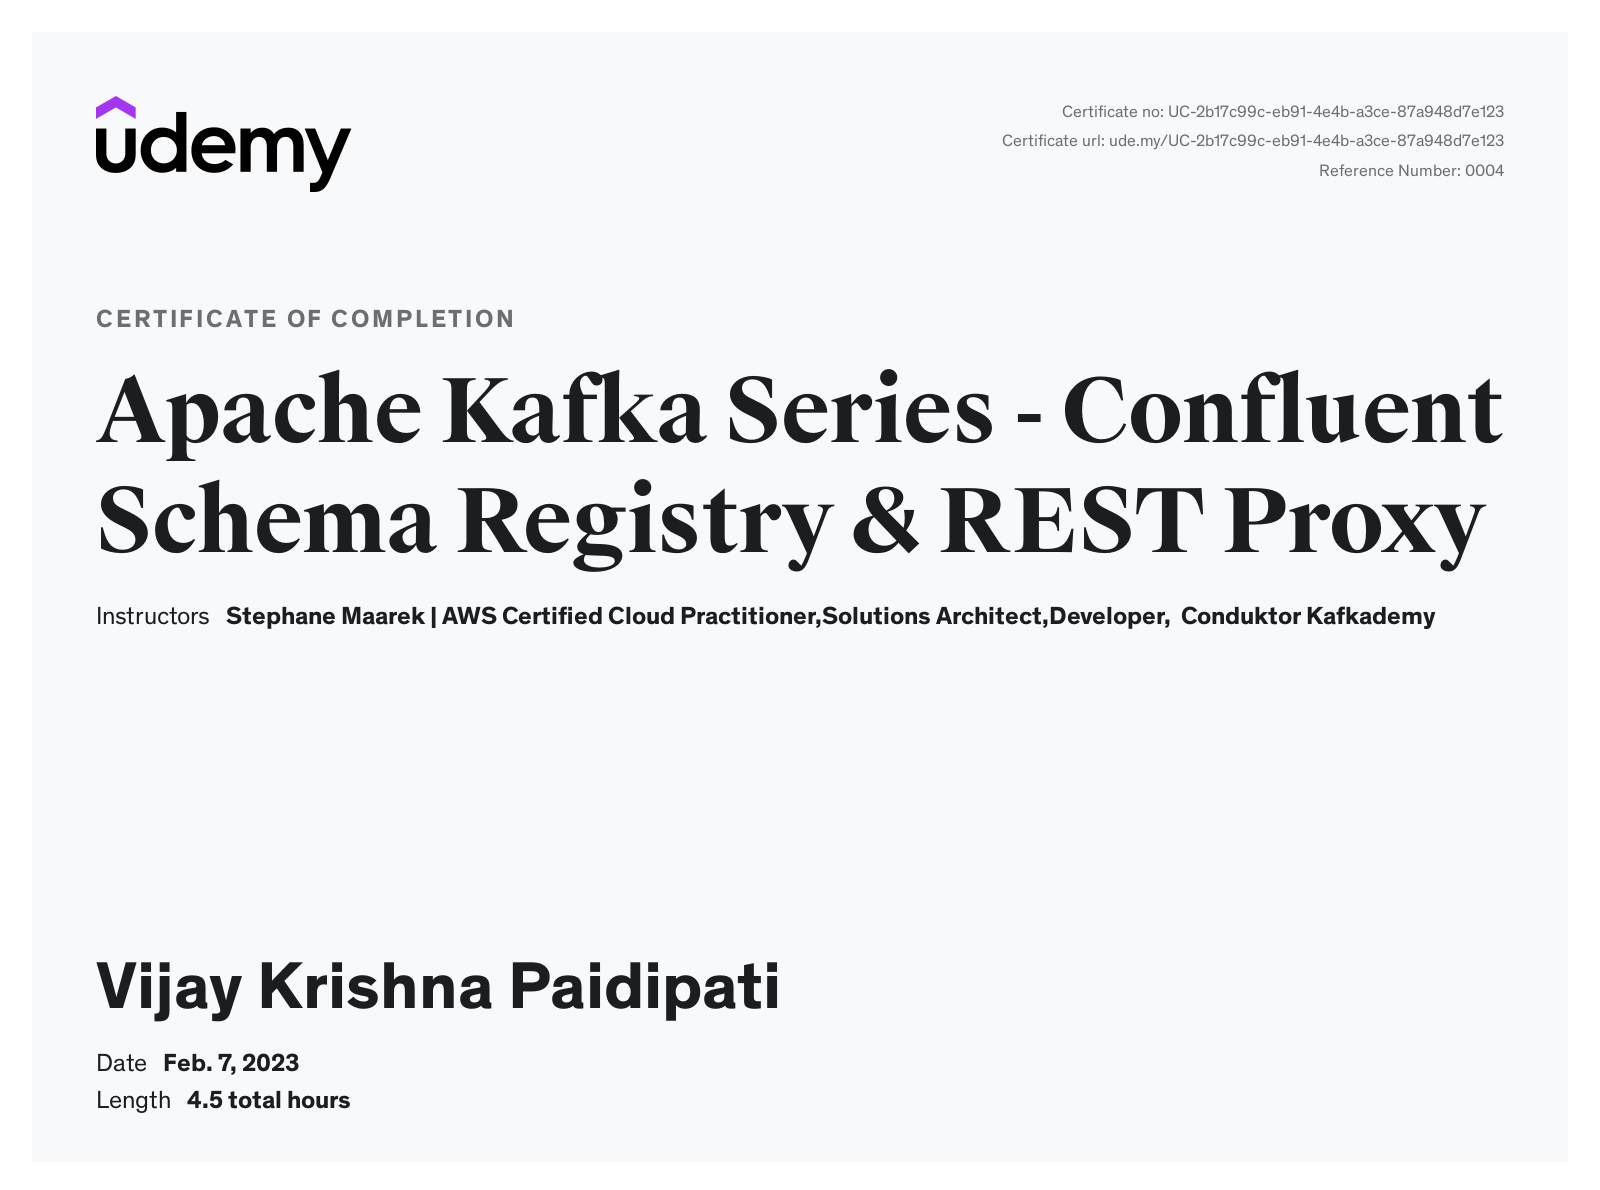 udemy
Certificate no: UC-2b17c99c-eb91-4e4b-a3ce-87a948d7e123
Certificate url: ude.my/UC-2b17c99c-eb91-4e4b-a3ce-87a948d7e123
Reference Number: 0004
CERTIFICATE OF COMPLETION
Apache Kafka Series - Confluent
Schema Registry & REST Proxy
Instructors Stephane Maarek | AWS Certified Cloud Practitioner,Solutions Architect,Developer, Conduktor Kafkademy
Vijay Krishna Paidipati
Date Feb. 7, 2023
Length 4.5 total hours